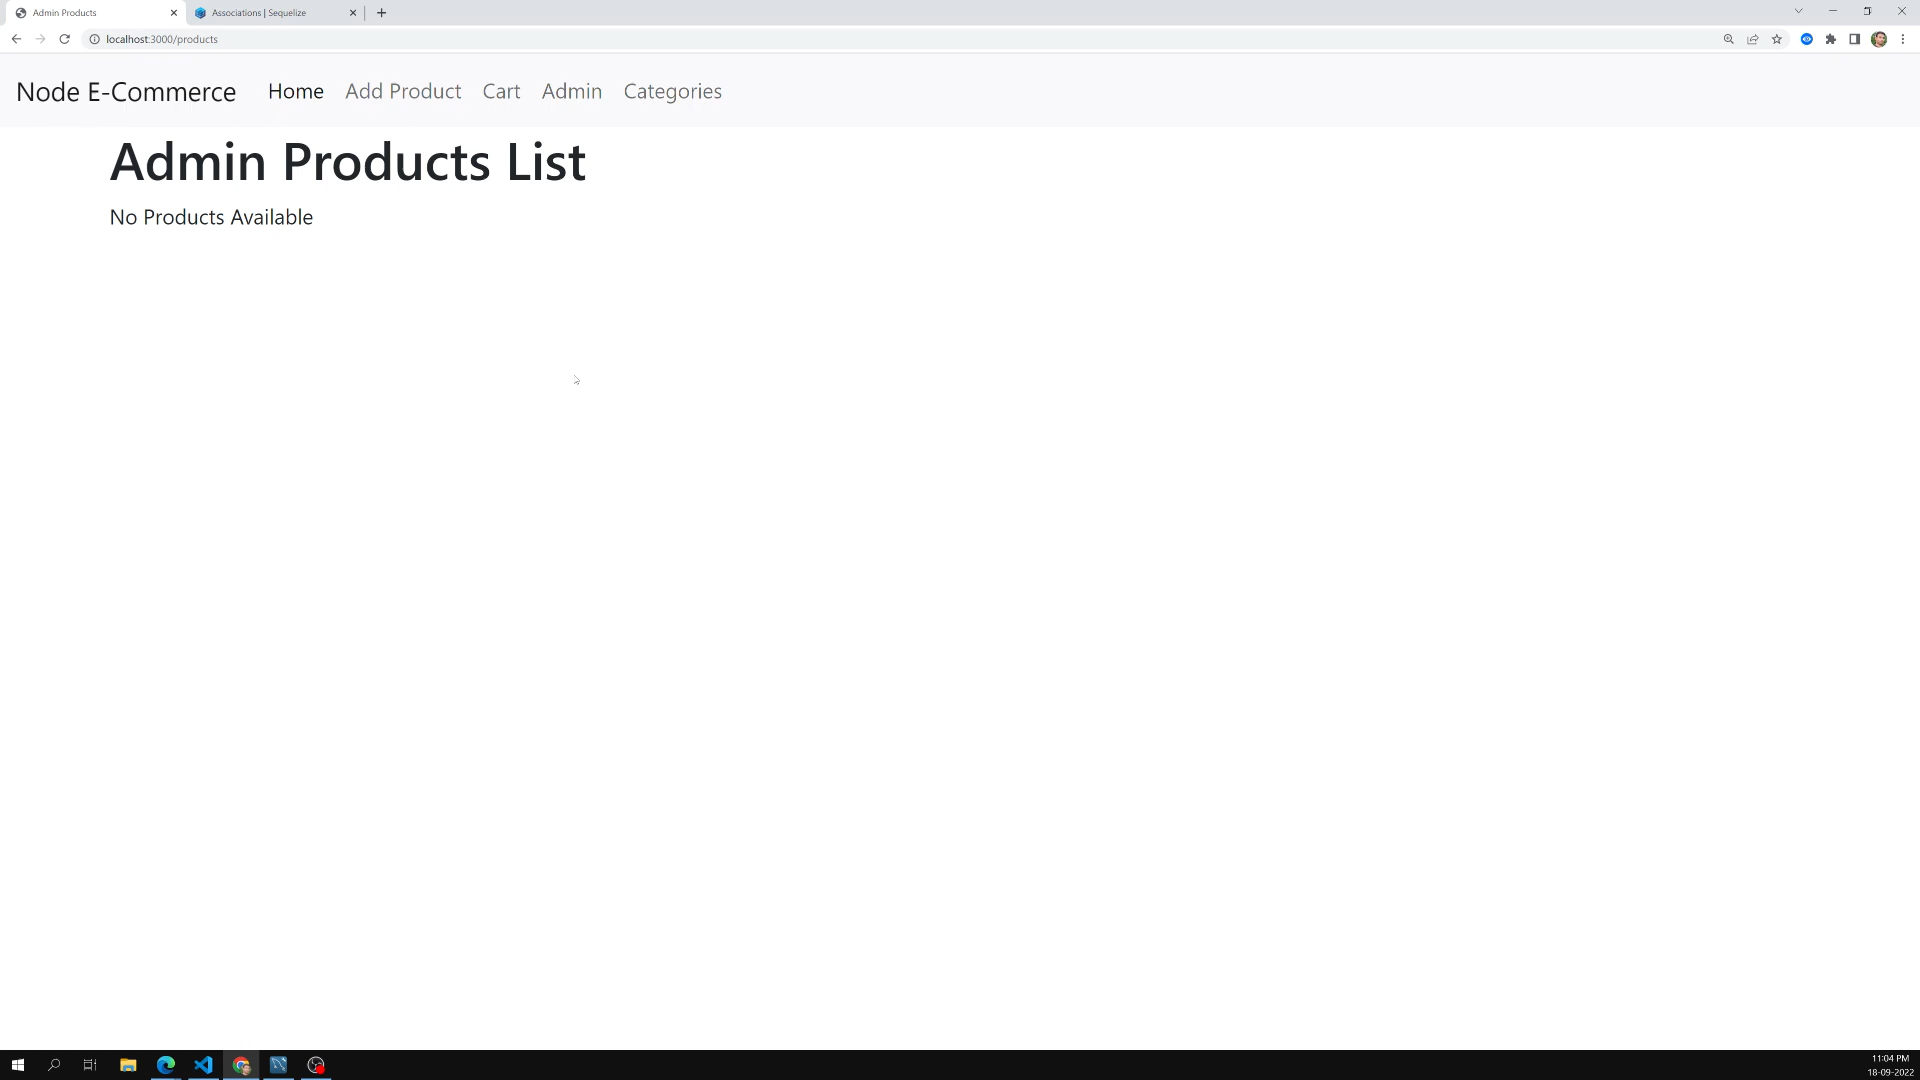 Admin Products
Associations | Sequelize
localhost:3000/products
Node E-Commerce
Home
Add Product
Cart
Admin
Categories
Admin Products List
No Products Available
11:04 PM
18-09-2022